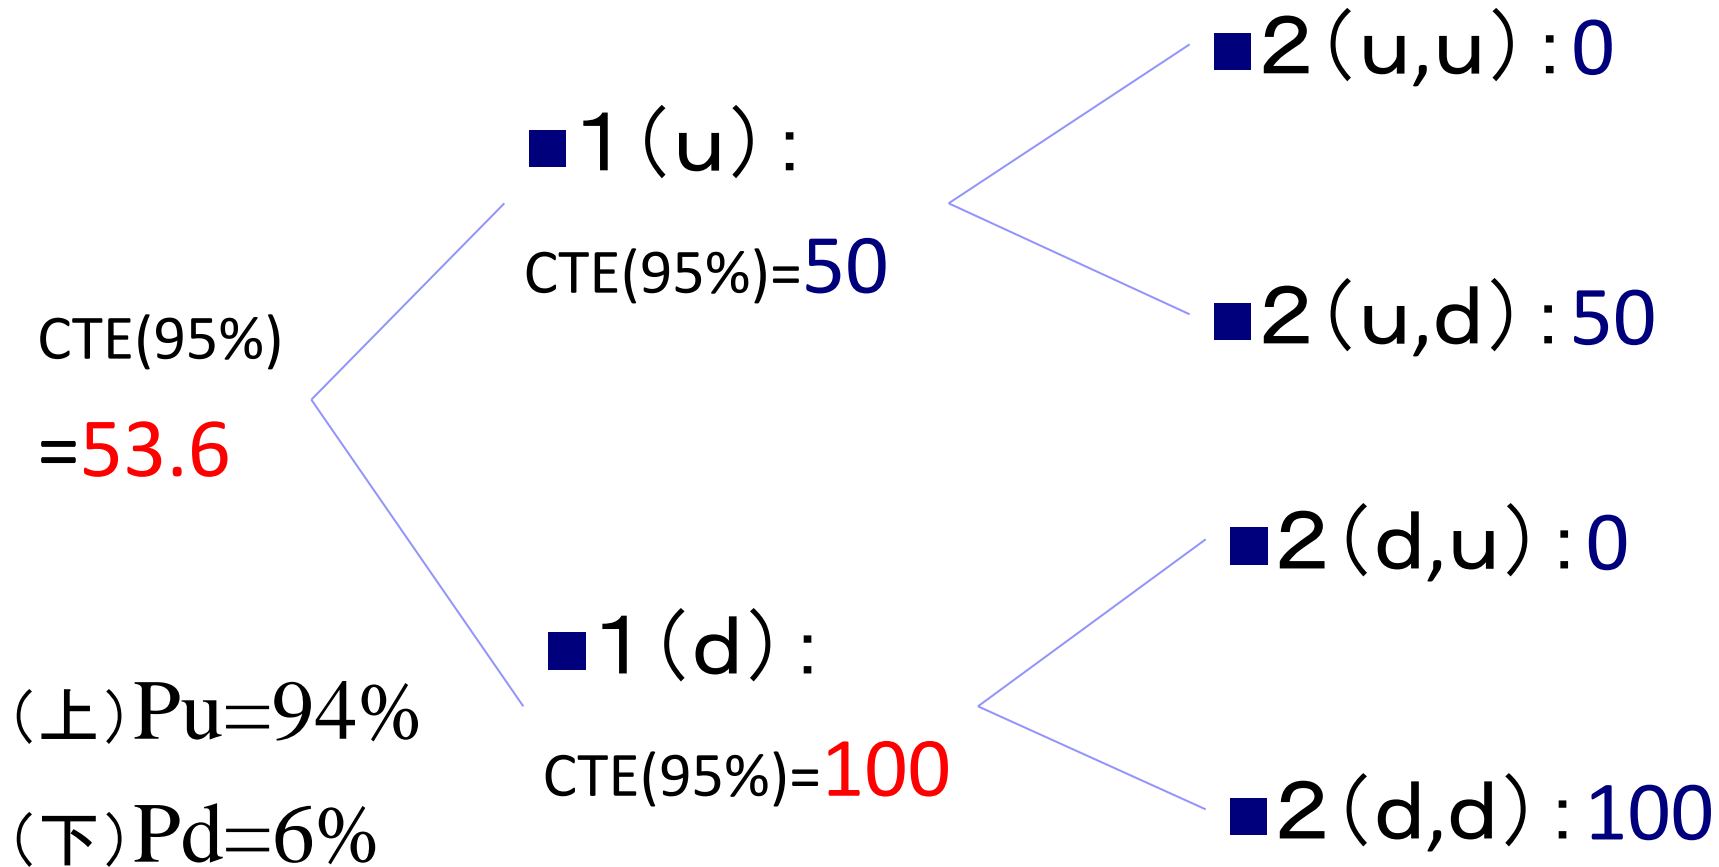 ■2(u,u):0
■1(u):
CTE(95%)=50
■2(u,d):50
CTE(95%)
=53.6
■2(d,u):0
■1(d):
CTE(95%)=100
■2(d,d):100
(上)Pu=94%
(下)Pd=6%